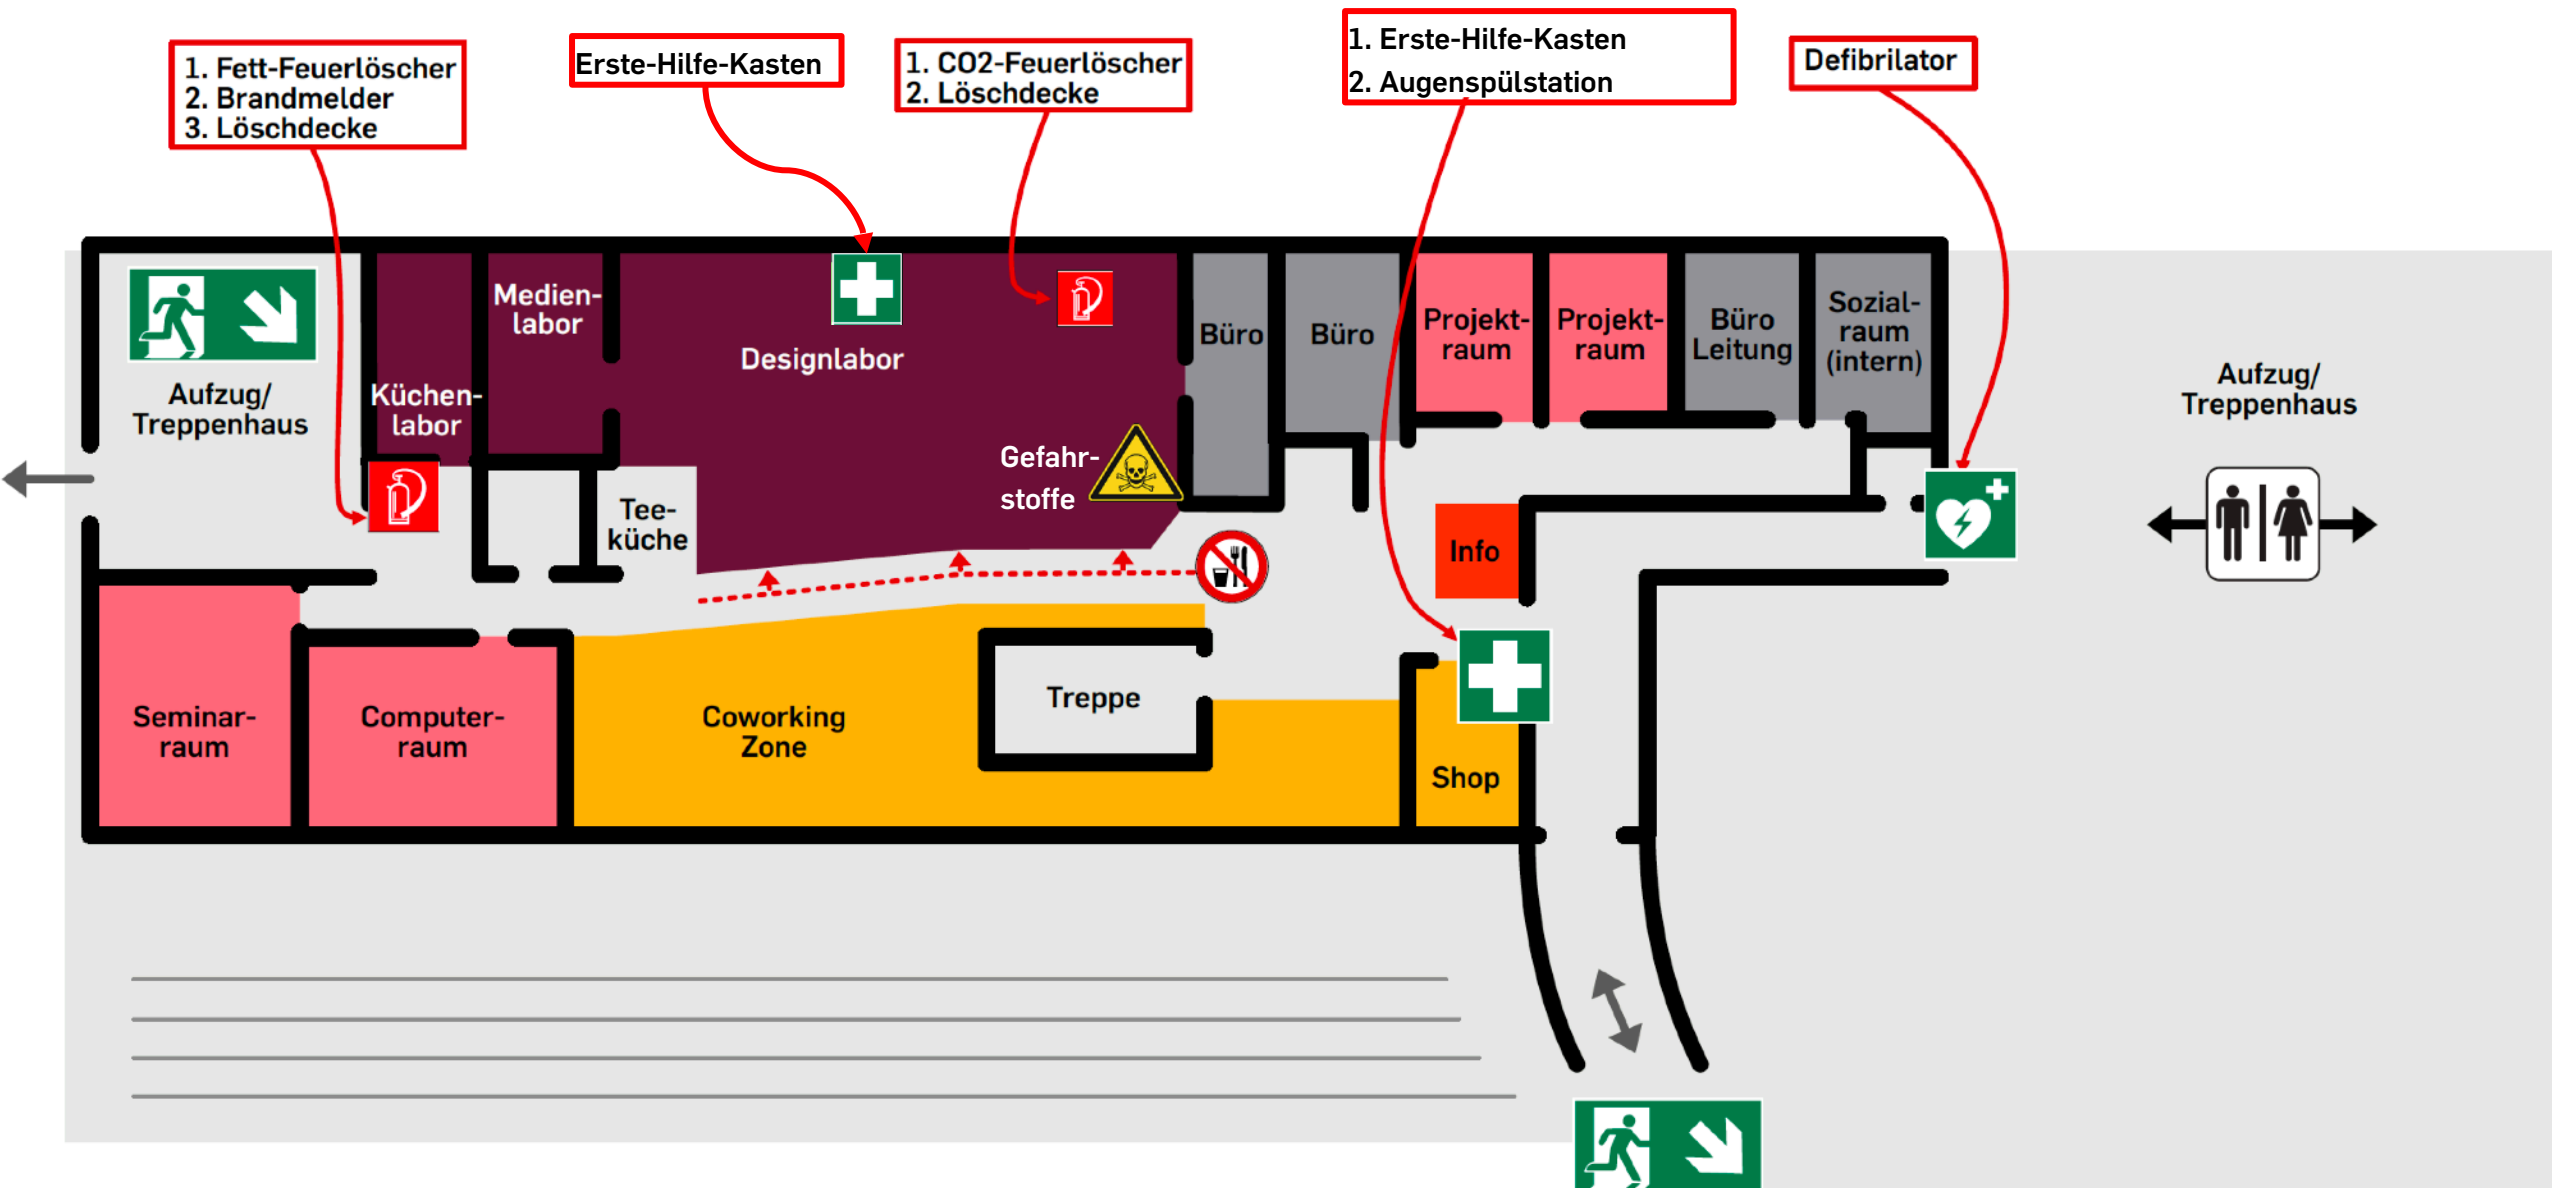 1. Fett-Feuerlöscher
2. Brandmelder
3. Löschdecke
Erste-Hilfe-Kasten
1. CO2-Feuerlöscher
2. Löschdecke
1. Erste-Hilfe-Kasten
2. Augenspülstation
Defibrilator
Aufzug/
Treppenhaus
Küchen-
labor
Medien-
labor
Designlabor
Gefahr-
stoffe
Büro
Büro
Projekt-
raum
Projekt-
raum
Büro
Leitung
Sozial-
raum
(intern)
Aufzug/
Treppenhaus
Tee-
küche
Info
Seminar-
raum
Computer-
raum
Coworking
Zone
Treppe
Shop